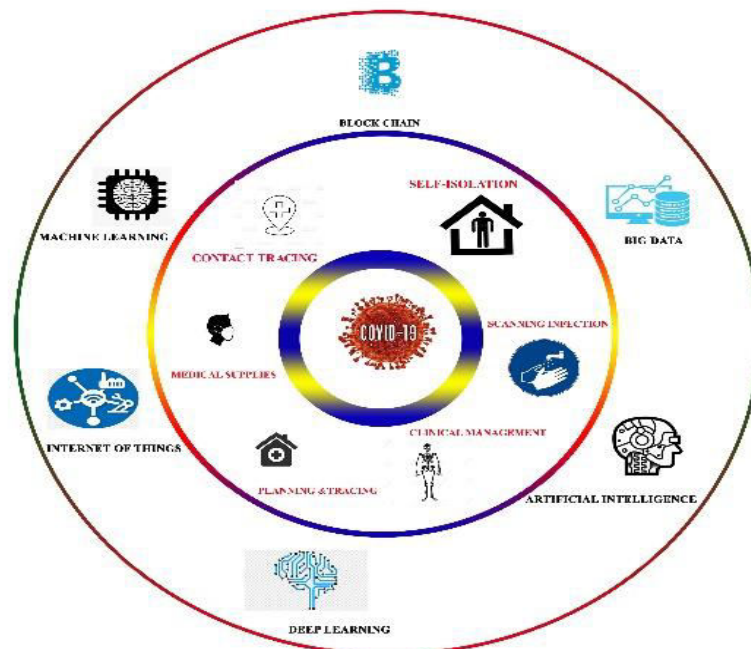 BLOCK CHAIN
SELF-ISOLATION
MACHINE LEARNING
BIG DATA
CONTACT TRACING
COVID-19
SCANNING INFECTION
MEDICAL SUPPLIES
CLINICAL MANAGEMENT
INTERNET OF THINGS
PLANNING & TRACING
ARTIFICIAL INTELLIGENCE
DEEP LEARNING